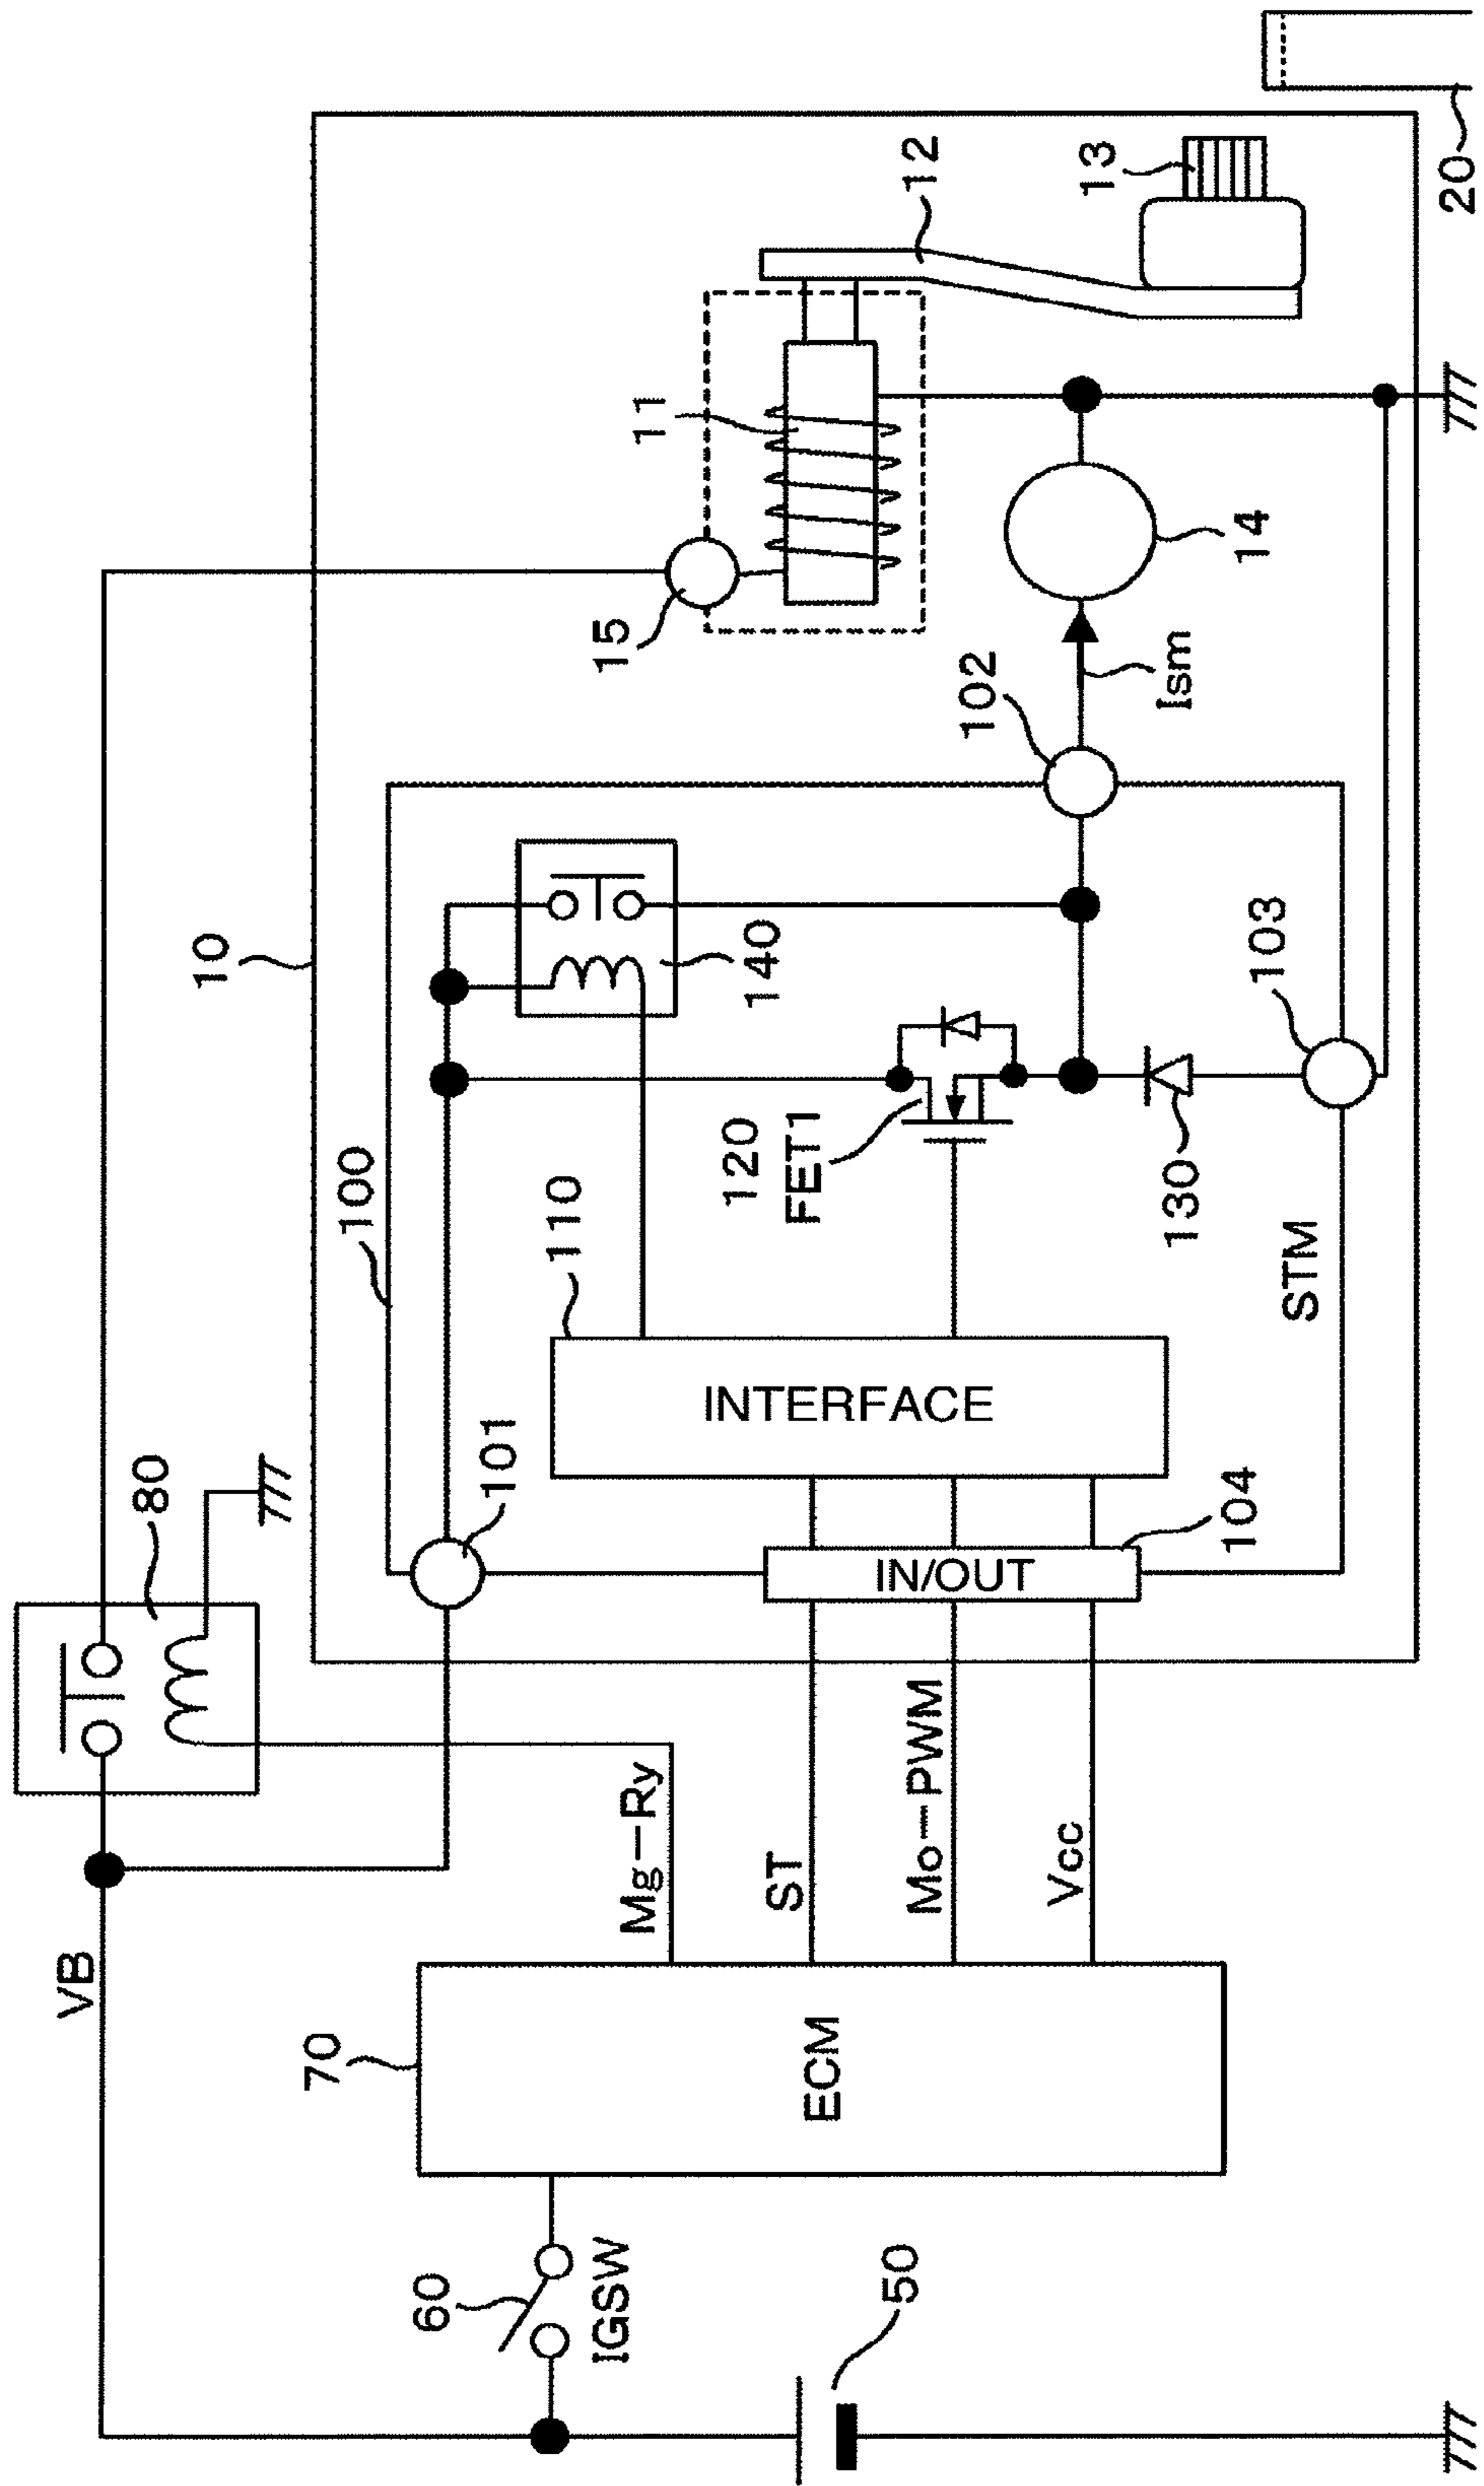 VB
80
10
15
11
12
100
101
110
140
102
13
60
IGSW
70
ECM
Mg-Ry
ST
Mo-PWM
Vcc
IN/OUT
104
INTERFACE
120
FET1
130
STM
103
Ism
14
50
20